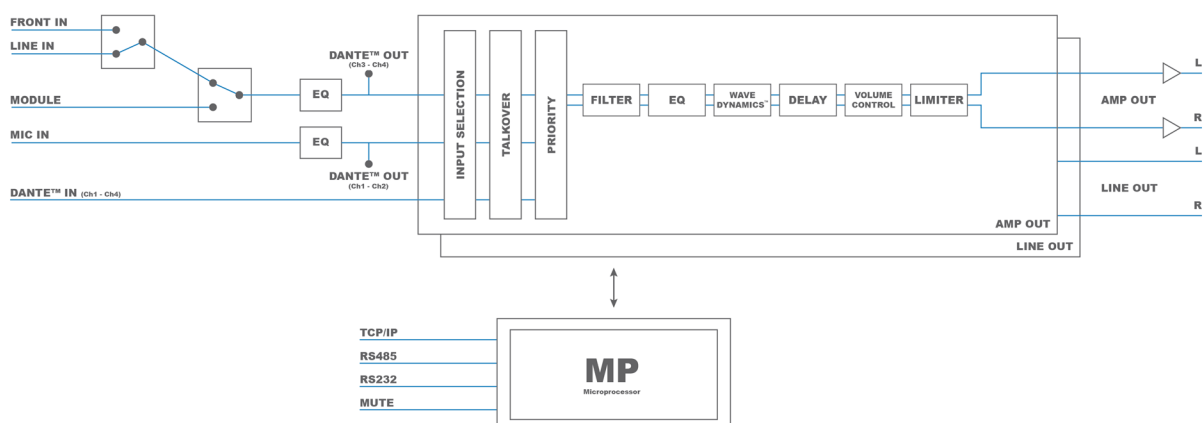 FRONT IN
LINE IN
MODULE
MIC IN
DANTE™ IN (Ch1 - Ch4)
EQ
EQ
DANTE™ OUT
(Ch3 - Ch4)
DANTE™ OUT
(Ch1 - Ch2)
INPUT SELECTION
TALKOVER
PRIORITY
FILTER
EQ
WAVE
DYNAMICS™
DELAY
VOLUME
CONTROL
LIMITER
L
AMP OUT
R
L
LINE OUT
R
AMP OUT
LINE OUT
TCP/IP
RS485
RS232
MUTE
MP
Microprocessor